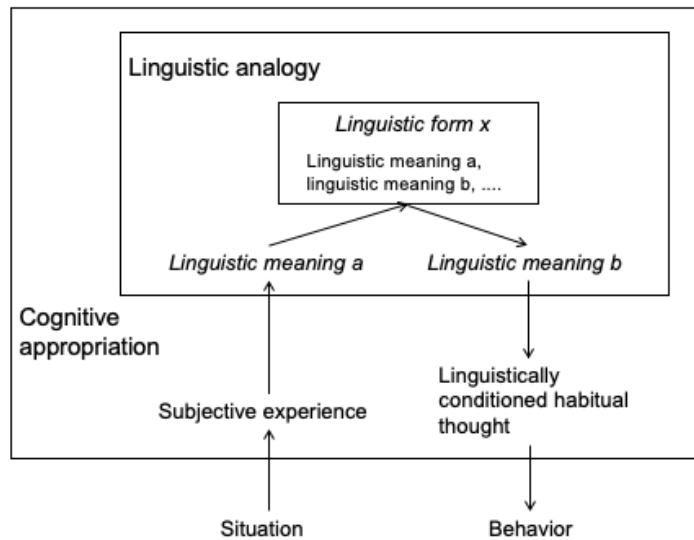 Linguistic analogy
Linguistic form x
Linguistic meaning a,
linguistic meaning b, ....
Linguistic meaning a
Linguistic meaning b
Cognitive
appropriation
Linguistically
conditioned habitual
thought
Subjective experience
Situation
Behavior